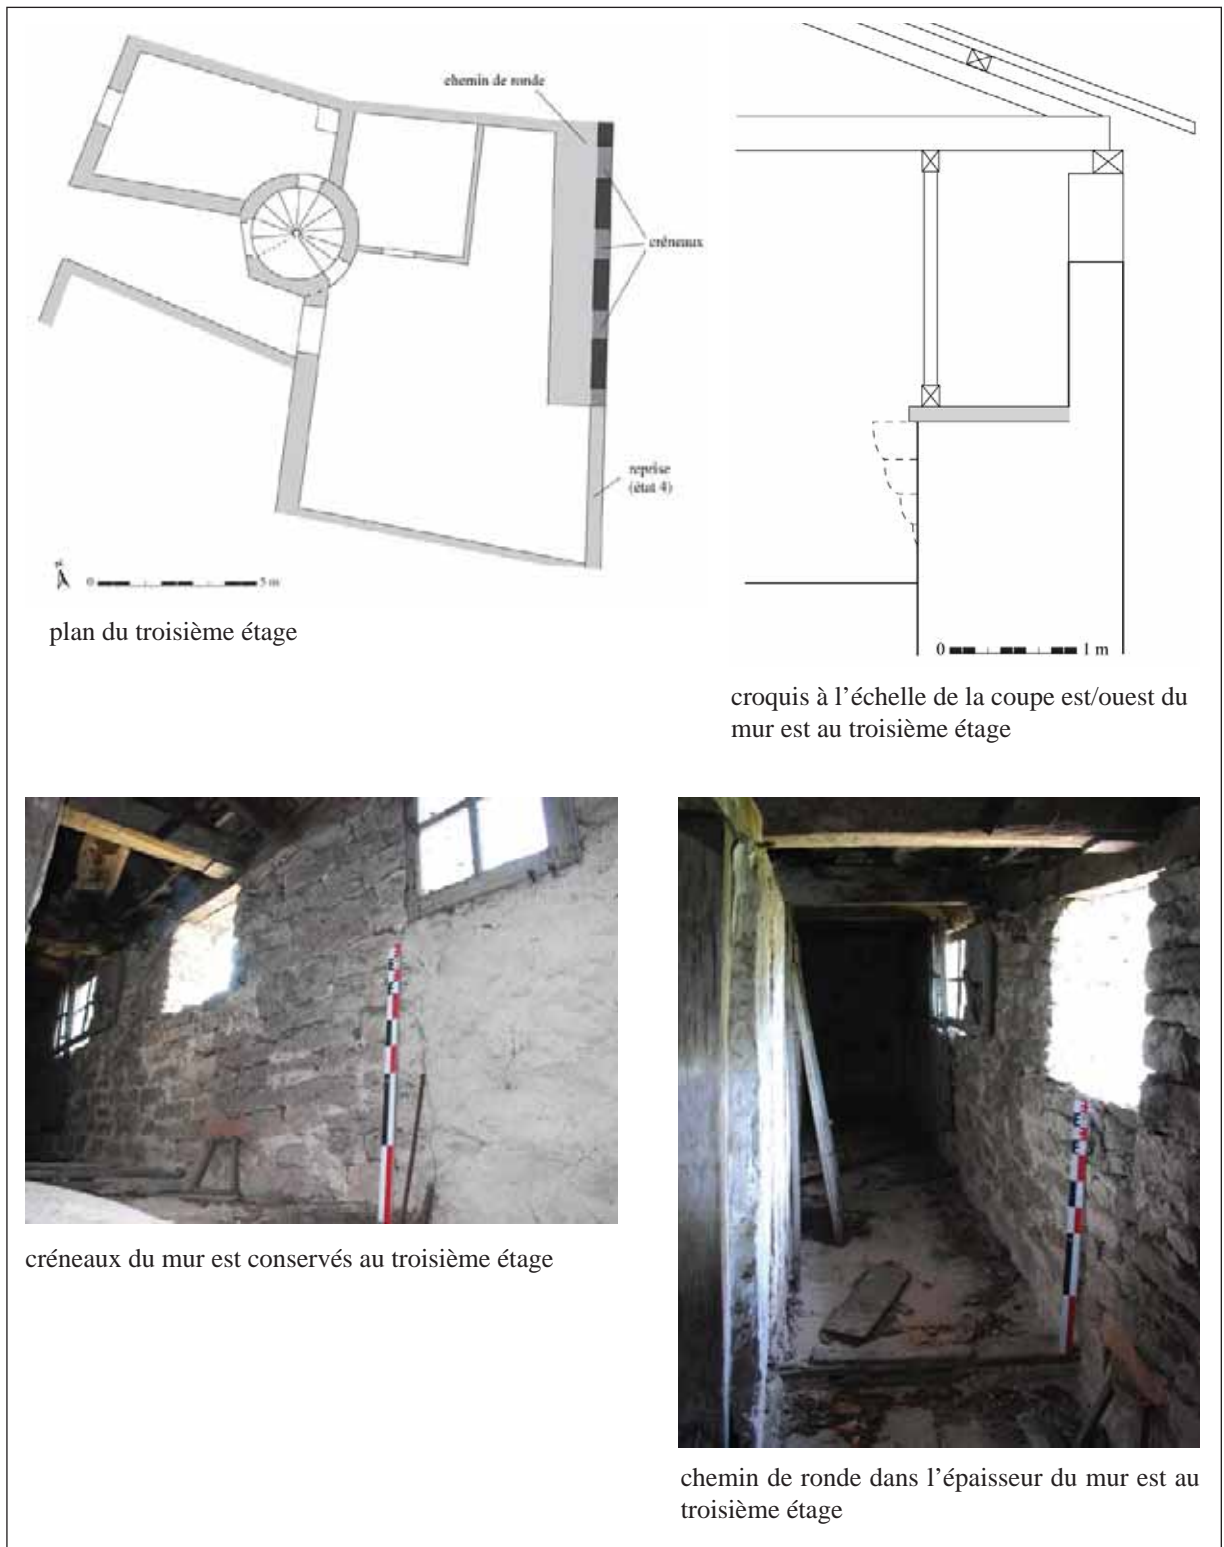 chemin de ronde
créneaux
reprise
(état 4)
N
0 5 m
plan du troisième étage
0 1 m
croquis à l'échelle de la coupe est/ouest du
mur est au troisième étage
créneaux du mur est conservés au troisième étage
chemin de ronde dans l'épaisseur du mur est au
troisième étage